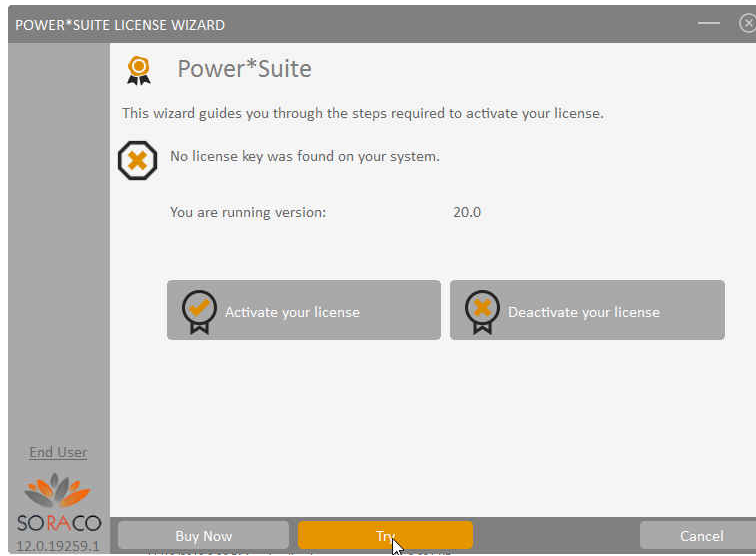 POWER*SUITE LICENSE WIZARD
Power*Suite
This wizard guides you through the steps required to activate your license.
No license key was found on your system.
You are running version: 20.0
Activate your license Deactivate your license
End User
SORACO
12.0.19259.1
Buy Now Try Cancel